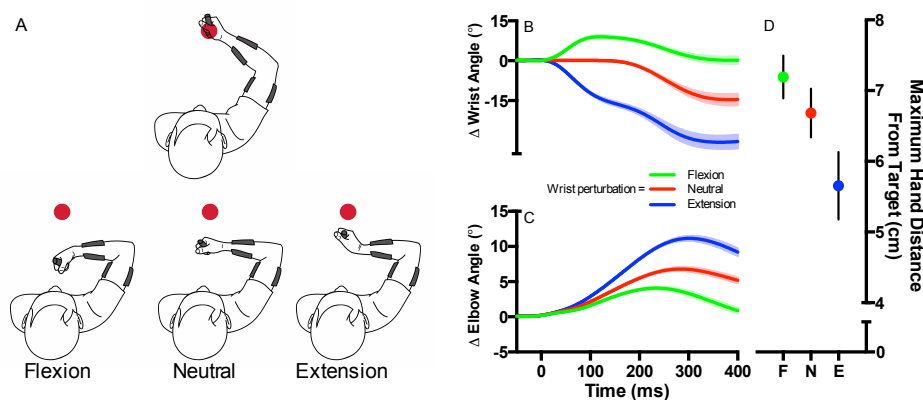 A
Flexion
Neutral
Extension
B
Δ Wrist Angle (°)
15
0
-15
Wrist perturbation =
Flexion
Neutral
Extension
C
Δ Elbow Angle (°)
15
10
5
0
-5
0
100
200
300
400
Time (ms)
D
8
7
6
5
4
0
F
N
E
Maximum Hand Distance
From Target (cm)